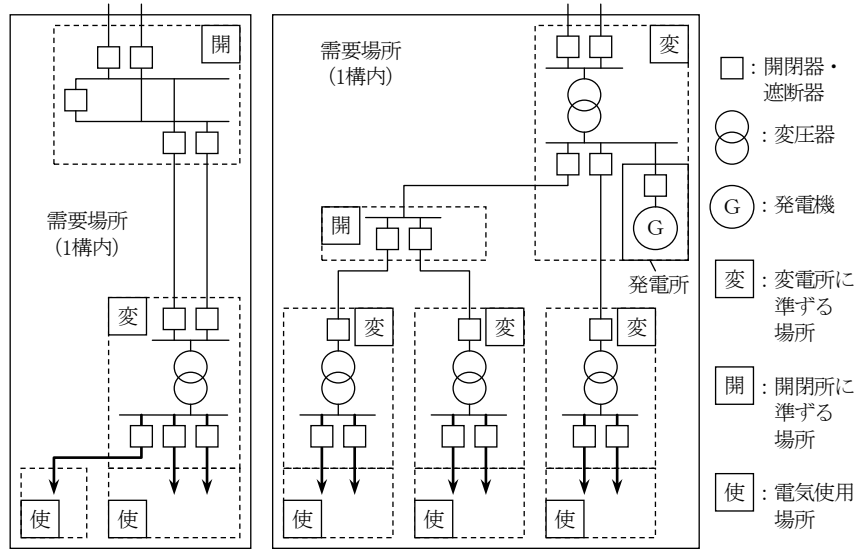 開
需要場所
(1構内)
変
使
使
需要場所
(1構内)
変
G
発電所
開
変
変
変
使
使
使
：開閉器・
遮断器
：変圧器
G
：発電機
変
：変電所に
準ずる
場所
開
：開閉所に
準ずる
場所
使
：電気使用
場所